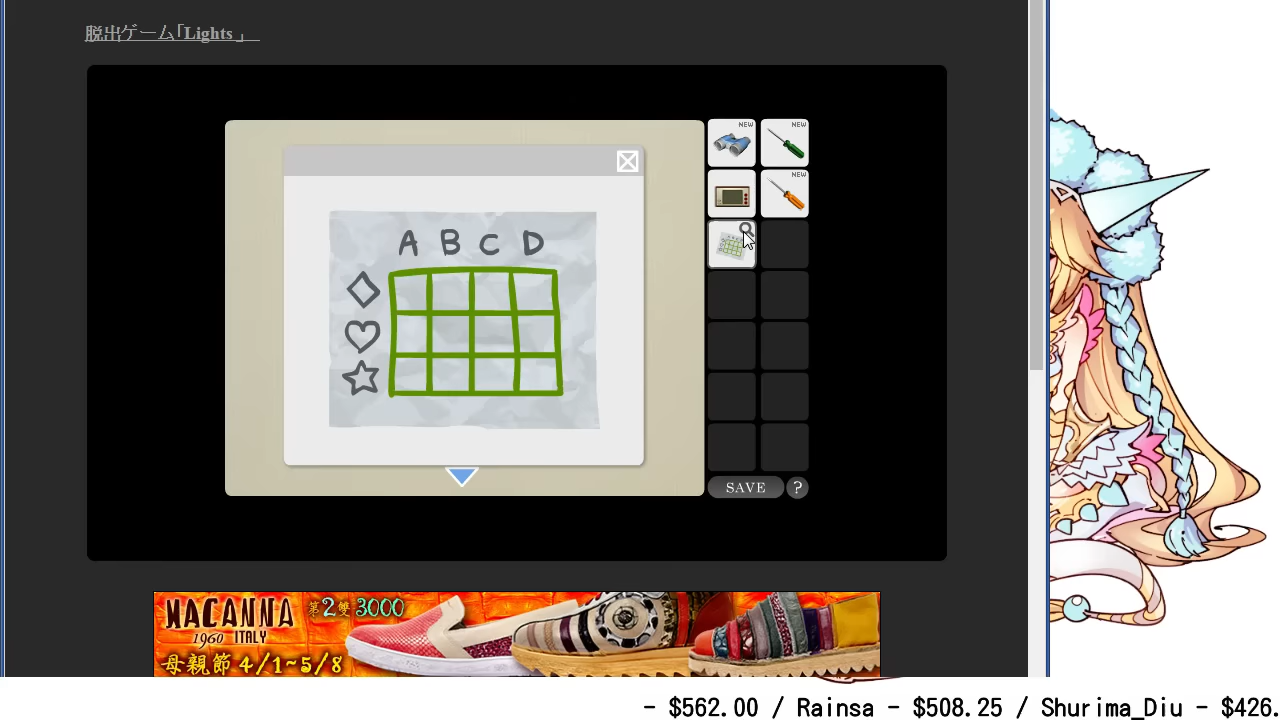 脱出ゲーム「Lights 」
NEW
NEW
NEW
A B C D
SAVE ?
MACANNA
1960 ITALY
第2雙3000
母親節 4/1~5/8
- $562.00 / Rainsa - $508.25 / Shurima_Diu - $426.